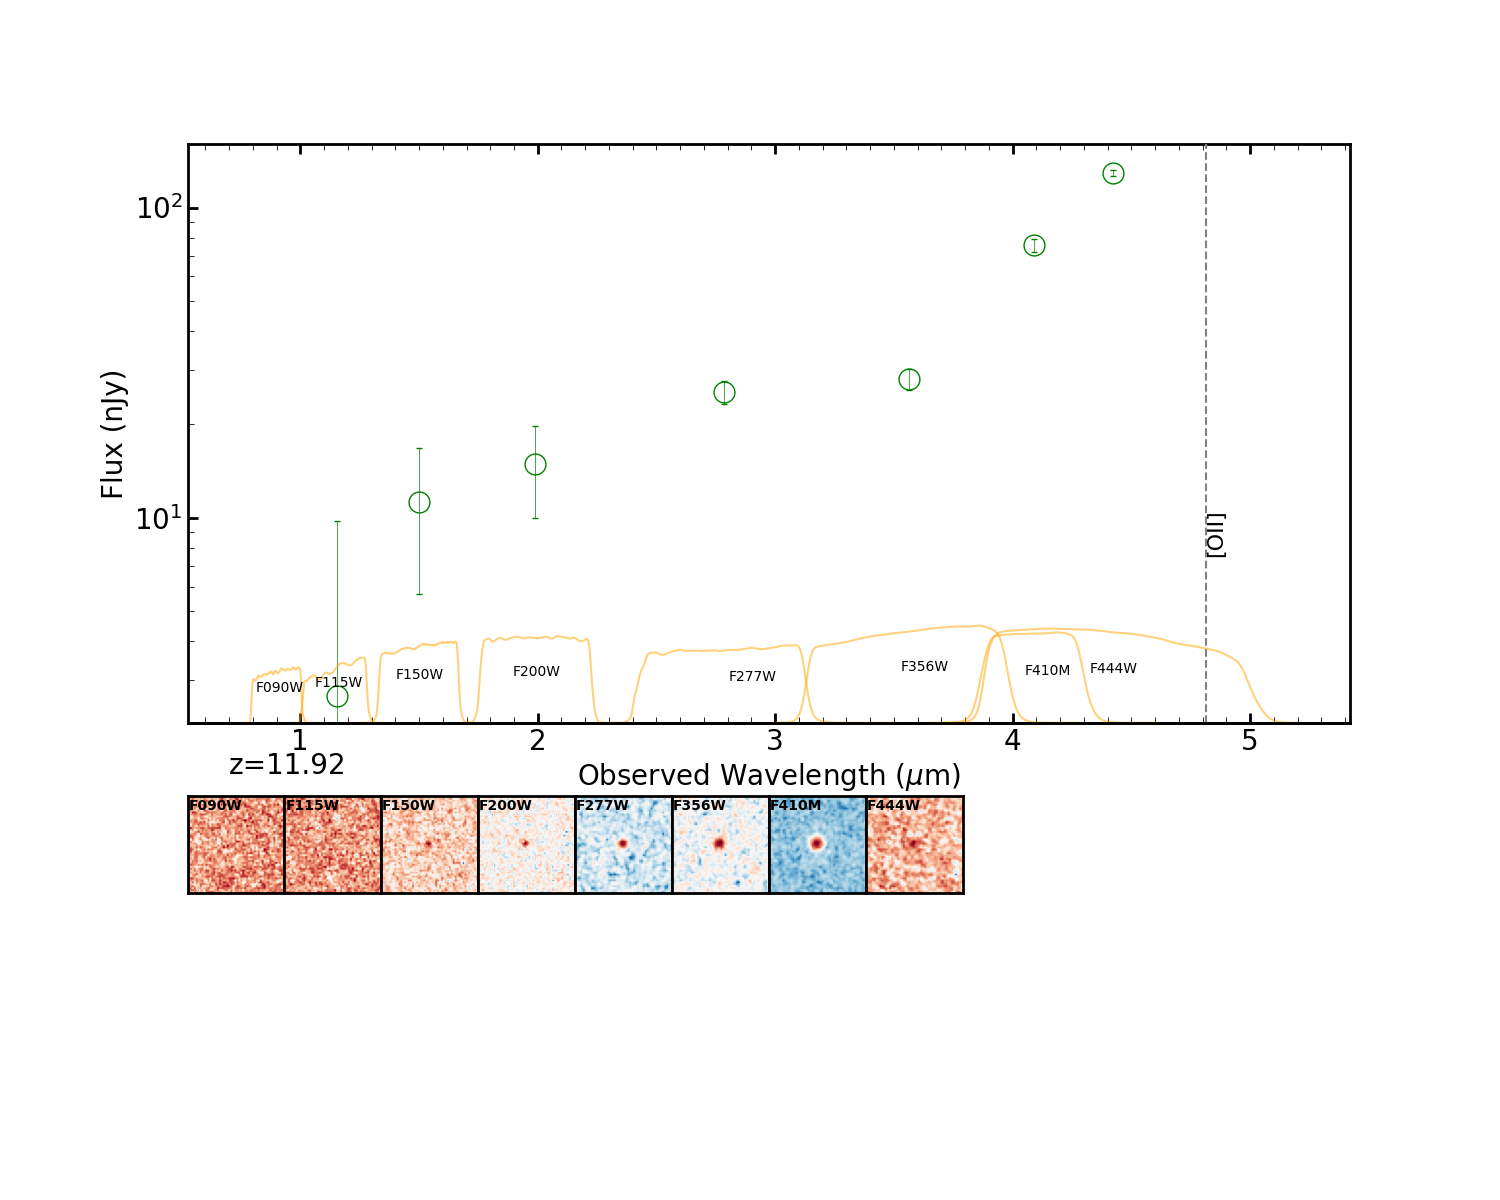 10²
10¹
Flux (nJy)
[OII]
F090W F115W F150W F200W F277W F356W F410M F444W
1 2 3 4 5
z=11.92
Observed Wavelength (μm)
F090W F115W F150W F200W F277W F356W F410M F444W